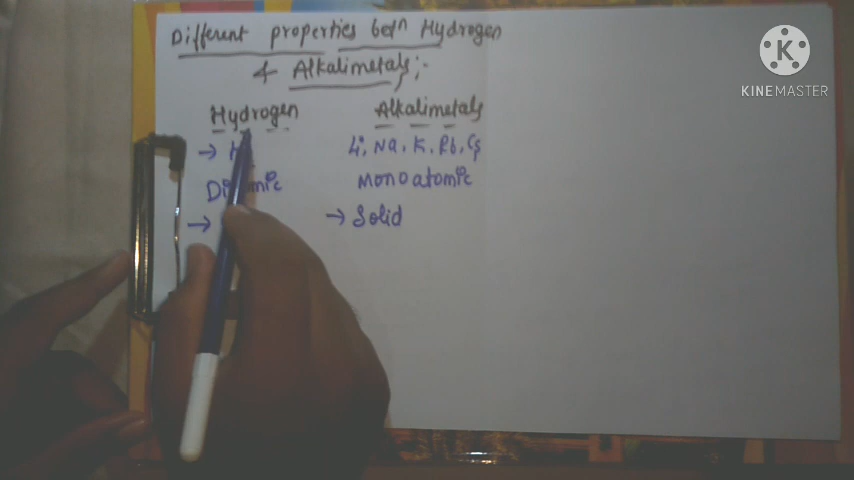 Different properties betn Hydrogen
& Alkalimetals;-
Hydrogen Alkalimetals
→ Li, Na, K, Rb, Cs
Monoatomic
→ → Solid
K
KINEMASTER